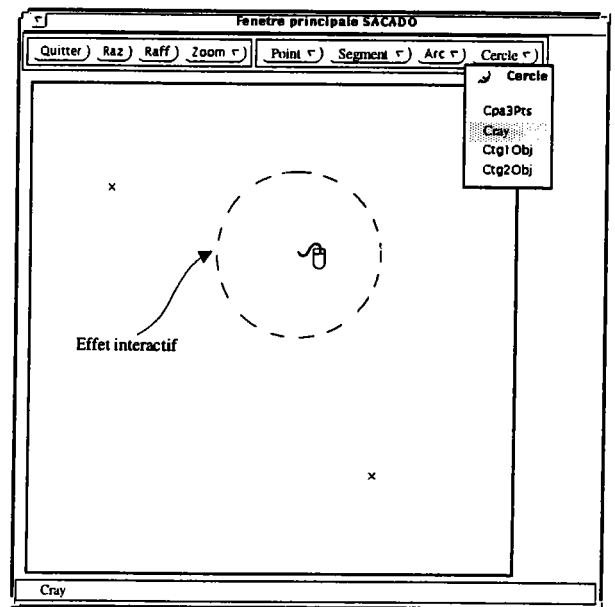 Fenetre principale SACADO
Quitter Raz Raff Zoom Point Segment Arc Cercle
Cercle
Cpa3Pts
Cray
Ctg1Obj
Ctg2Obj
Effet interactif
Cray